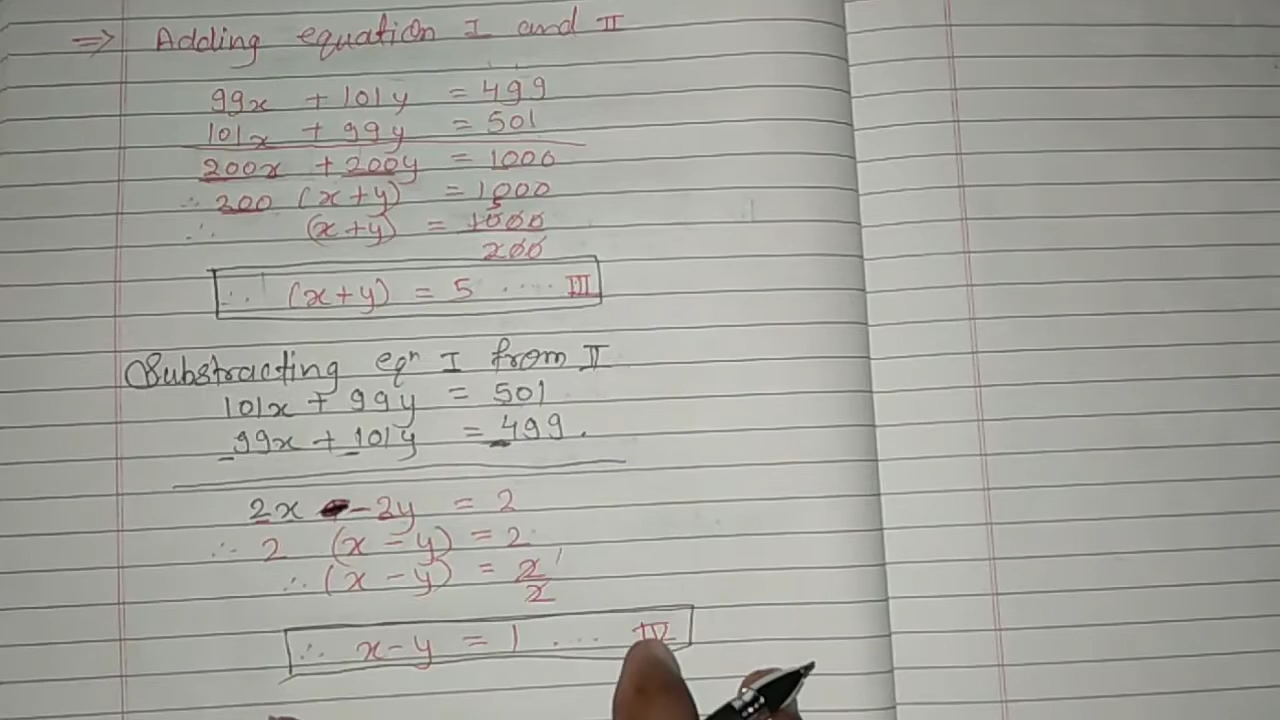 ⇒ Adding equation I and II
99x + 101y = 499
101x + 99y = 501
200x + 200y = 1000
∴ 200 (x+y) = 1000
∴ (x+y) = 1000 5
200
∴ (x+y) = 5 .... III
Substracting eqⁿ I from II
101x + 99y = 501
99x + 101y = 499.
- - -
2x - 2y = 2
∴ 2 (x - y) = 2
∴ (x - y) = 2 1
2
∴ x-y = 1 ... IV